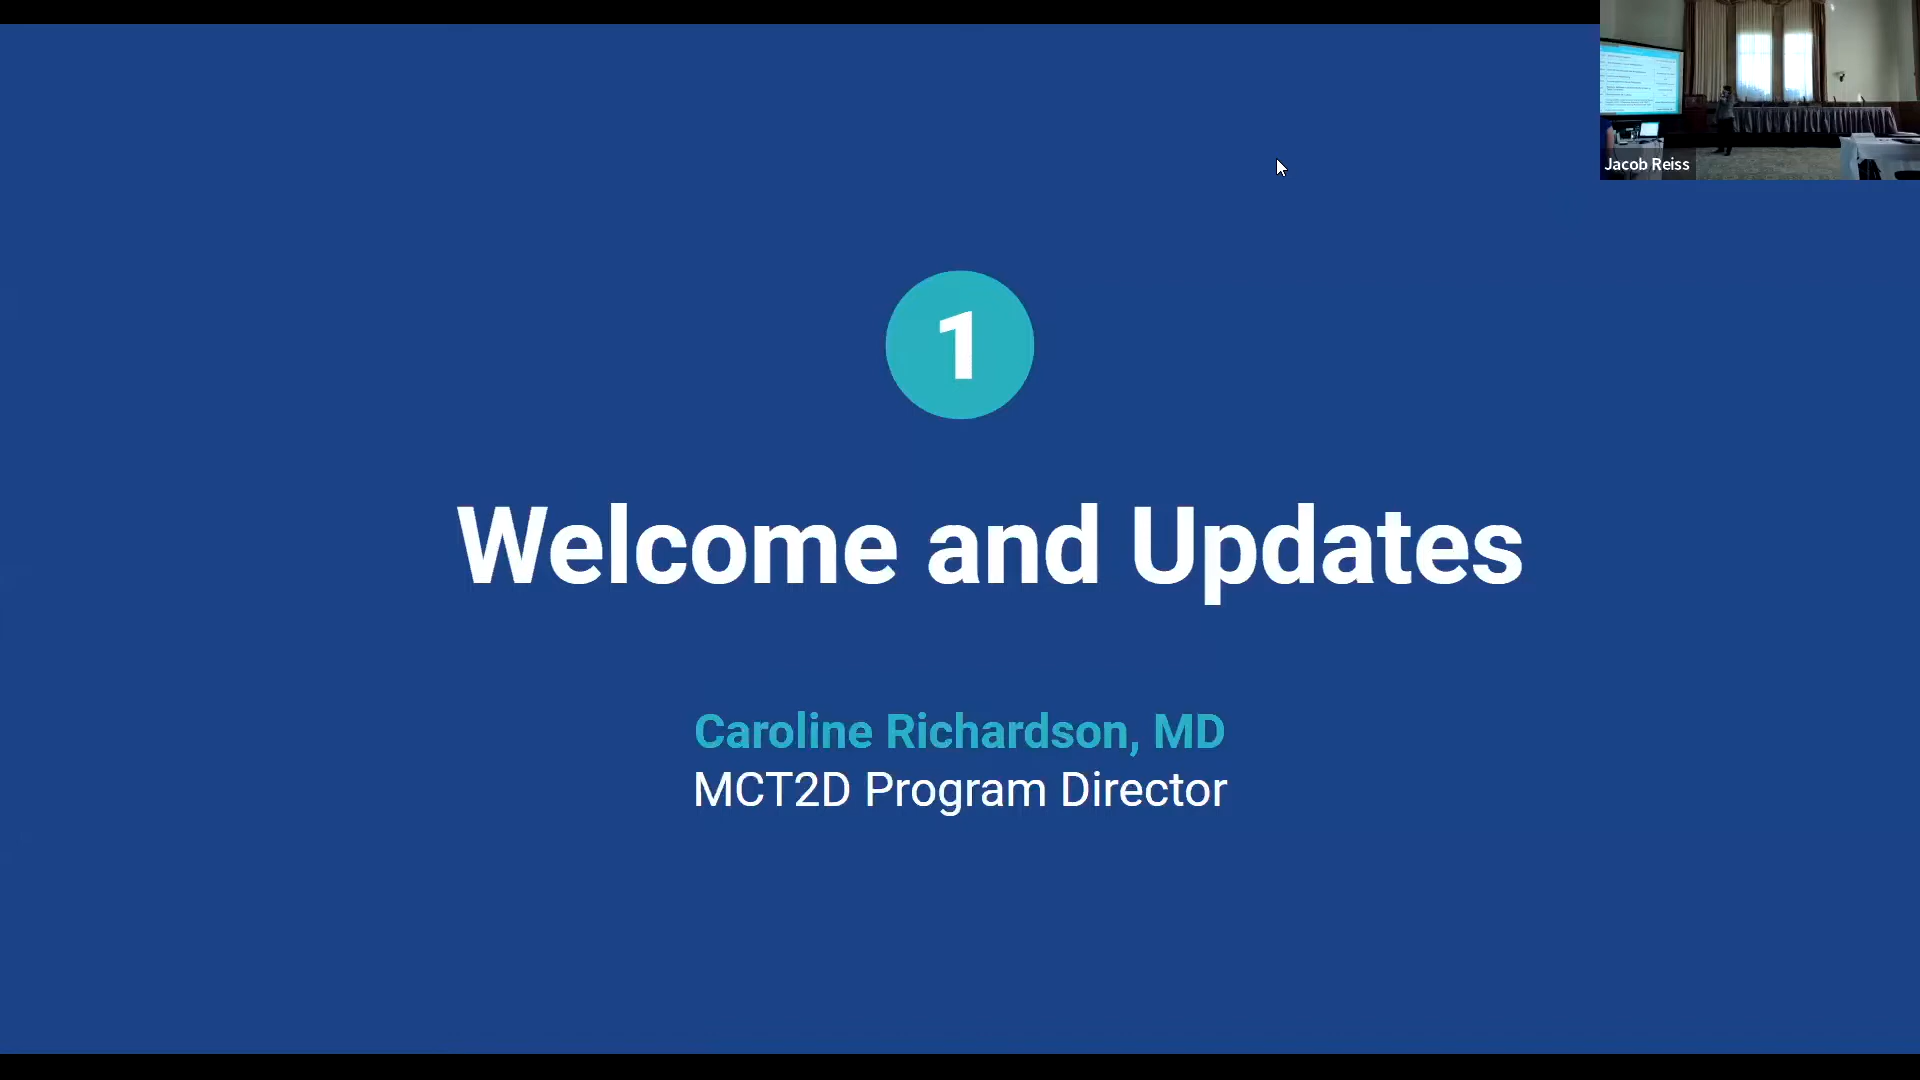 Jacob Reiss
1
Welcome and Updates
Caroline Richardson, MD
MCT2D Program Director